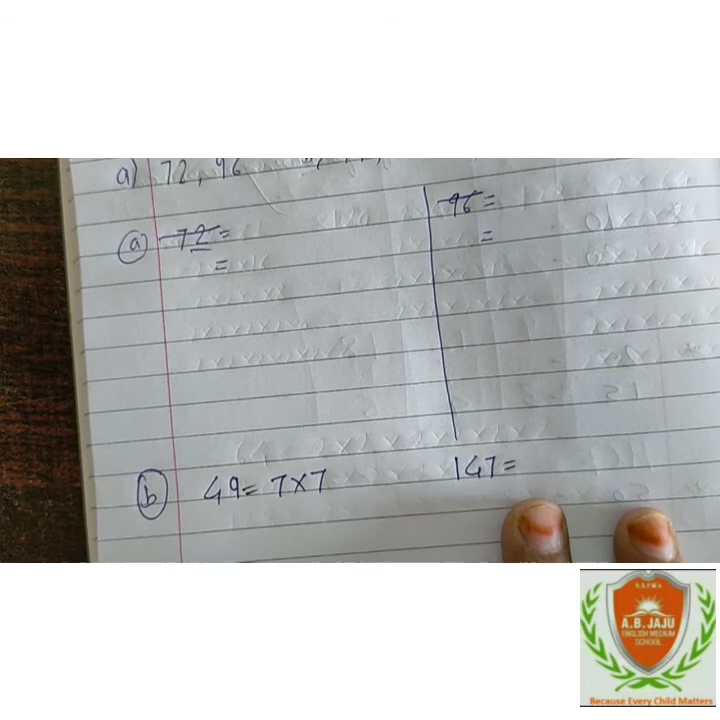 a) 72, 96
(a) 72 =
=
96 =
=
(b) 49 = 7×7
147 =
A.B. JAJU
ENGLISH MEDIUM
SCHOOL
Because Every Child Matters